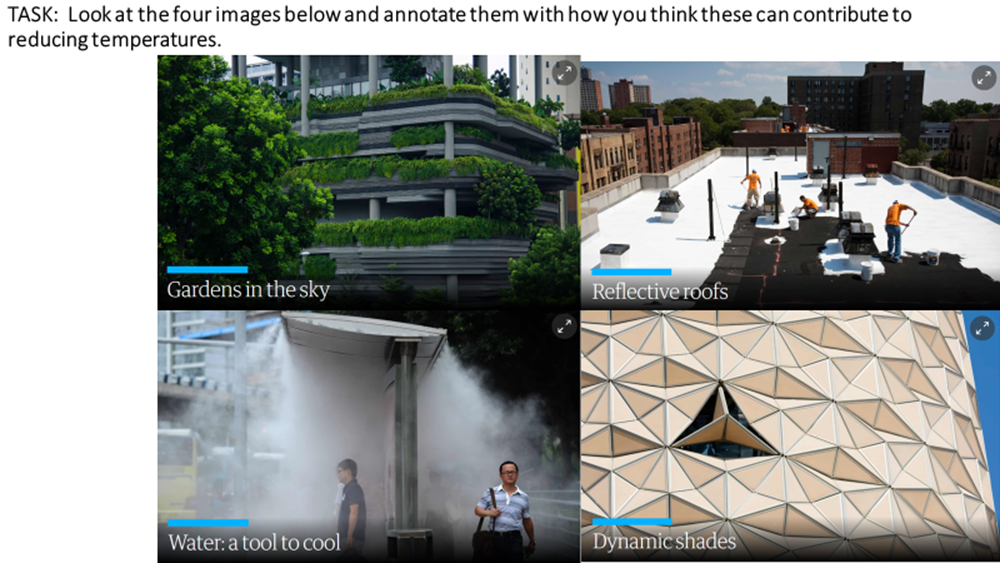 TASK: Look at the four images below and annotate them with how you think these can contribute to
reducing temperatures.
Gardens in the sky
Reflective roofs
Water: a tool to cool
Dynamic shades